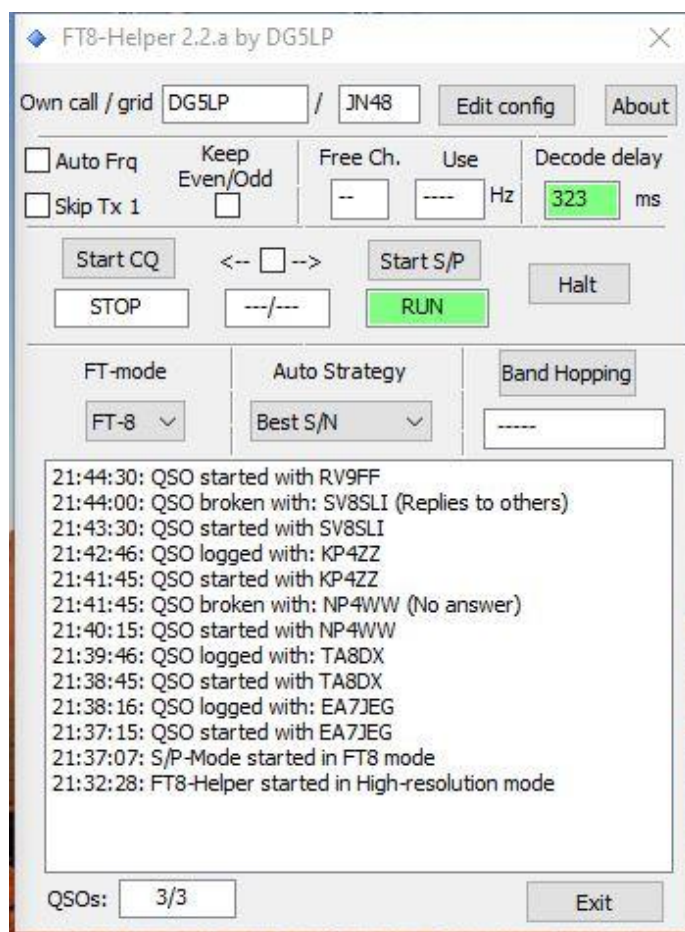 FT8-Helper 2.2.a by DG5LP
Own call / grid DG5LP / JN48 Edit config About
Auto Frq Keep Even/Odd Free Ch. Use Decode delay
Skip Tx 1 -- ---- Hz 323 ms
Start CQ <-- --> Start S/P Halt
STOP ---/--- RUN
FT-mode Auto Strategy Band Hopping
FT-8 Best S/N -----
21:44:30: QSO started with RV9FF
21:44:00: QSO broken with: SV8SLI (Replies to others)
21:43:30: QSO started with SV8SLI
21:42:46: QSO logged with: KP4ZZ
21:41:45: QSO started with KP4ZZ
21:41:45: QSO broken with: NP4WW (No answer)
21:40:15: QSO started with NP4WW
21:39:46: QSO logged with: TA8DX
21:38:45: QSO started with TA8DX
21:38:16: QSO logged with: EA7JEG
21:37:15: QSO started with EA7JEG
21:37:07: S/P-Mode started in FT8 mode
21:32:28: FT8-Helper started in High-resolution mode
QSOs: 3/3 Exit